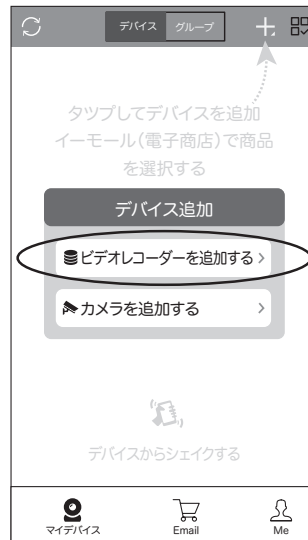 デバイス グループ
タツプしてデバイスを追加
イーモール(電子商店)で商品
を選択する
デバイス追加
ビデオレコーダーを追加する
カメラを追加する
デバイスからシェイクする
マイデバイス Email Me